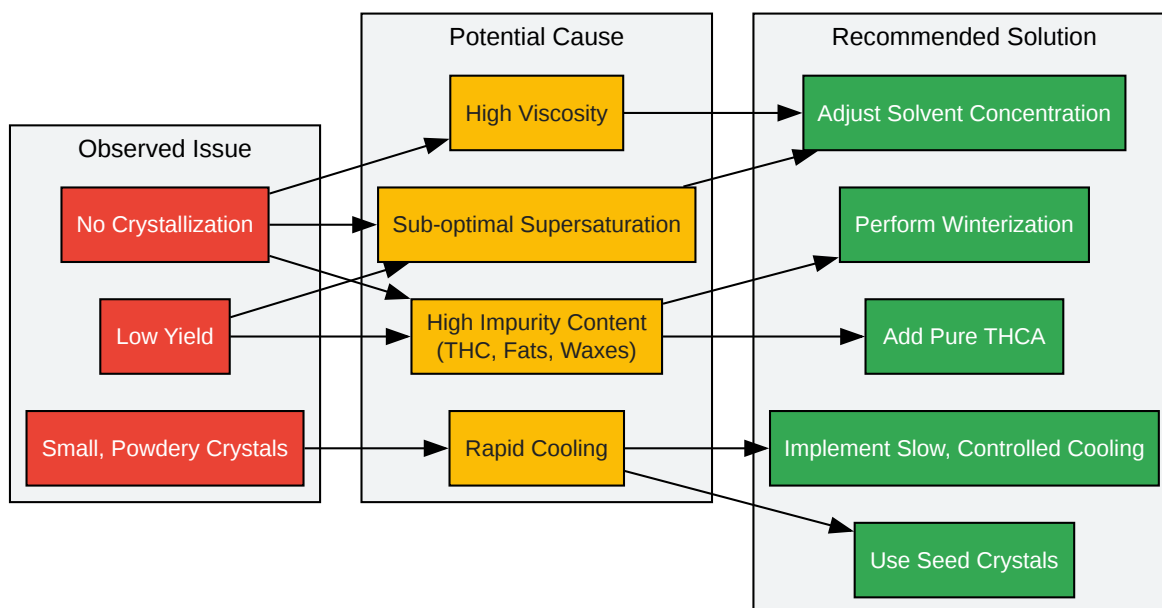 Observed Issue
No Crystallization
Low Yield
Small, Powdery Crystals
Potential Cause
High Viscosity
Sub-optimal Supersaturation
High Impurity Content
(THC, Fats, Waxes)
Rapid Cooling
Recommended Solution
Adjust Solvent Concentration
Perform Winterization
Add Pure THCA
Implement Slow, Controlled Cooling
Use Seed Crystals